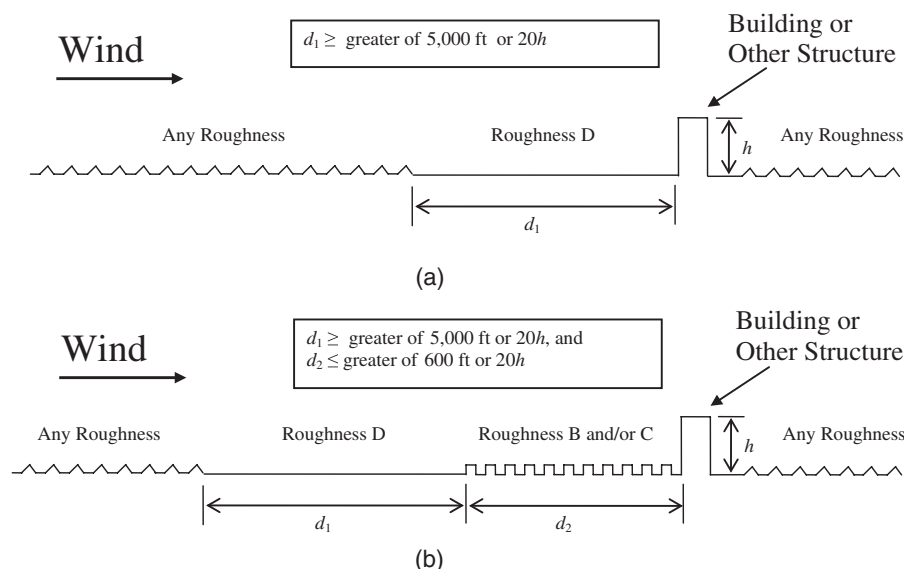 Wind
d₁ ≥ greater of 5,000 ft or 20h
Building or
Other Structure
Any Roughness
Roughness D
h
Any Roughness
d₁
(a)
Wind
d₁ ≥ greater of 5,000 ft or 20h, and
d₂ ≤ greater of 600 ft or 20h
Building or
Other Structure
Any Roughness
Roughness D
Roughness B and/or C
h
Any Roughness
d₁
d₂
(b)